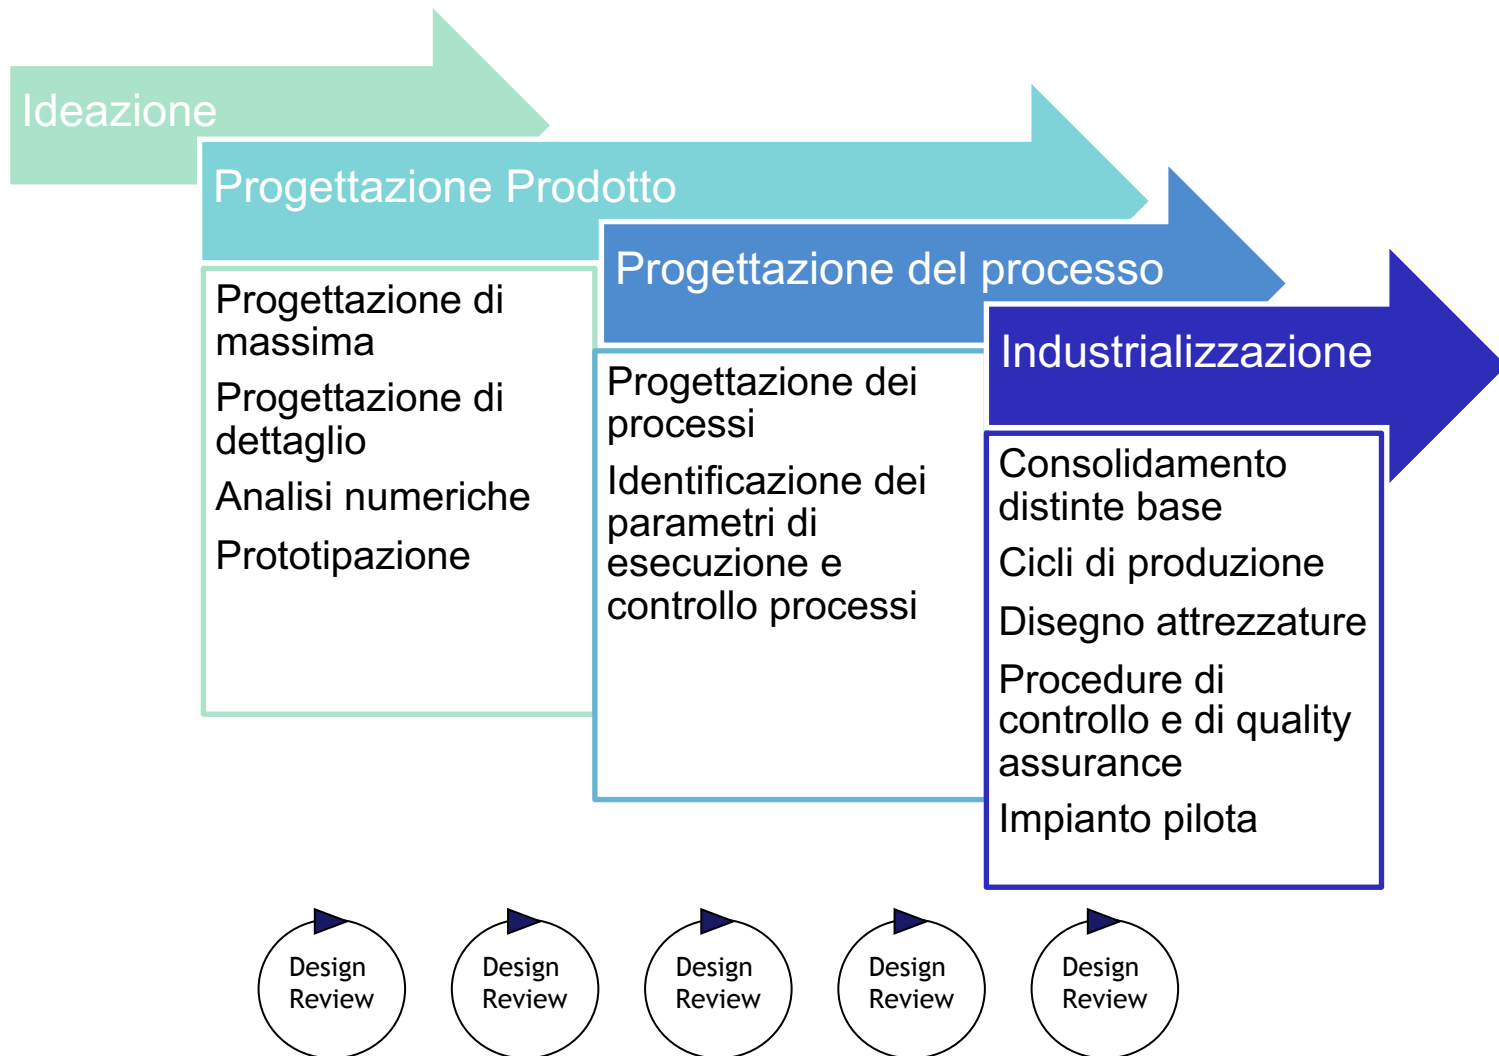 Ideazione
Progettazione Prodotto
Progettazione di
massima
Progettazione di
dettaglio
Analisi numeriche
Prototipazione
Progettazione del processo
Progettazione dei
processi
Identificazione dei
parametri di
esecuzione e
controllo processi
Industrializzazione
Consolidamento
distinte base
Cicli di produzione
Disegno attrezzature
Procedure di
controllo e di quality
assurance
Impianto pilota
Design
Review
Design
Review
Design
Review
Design
Review
Design
Review